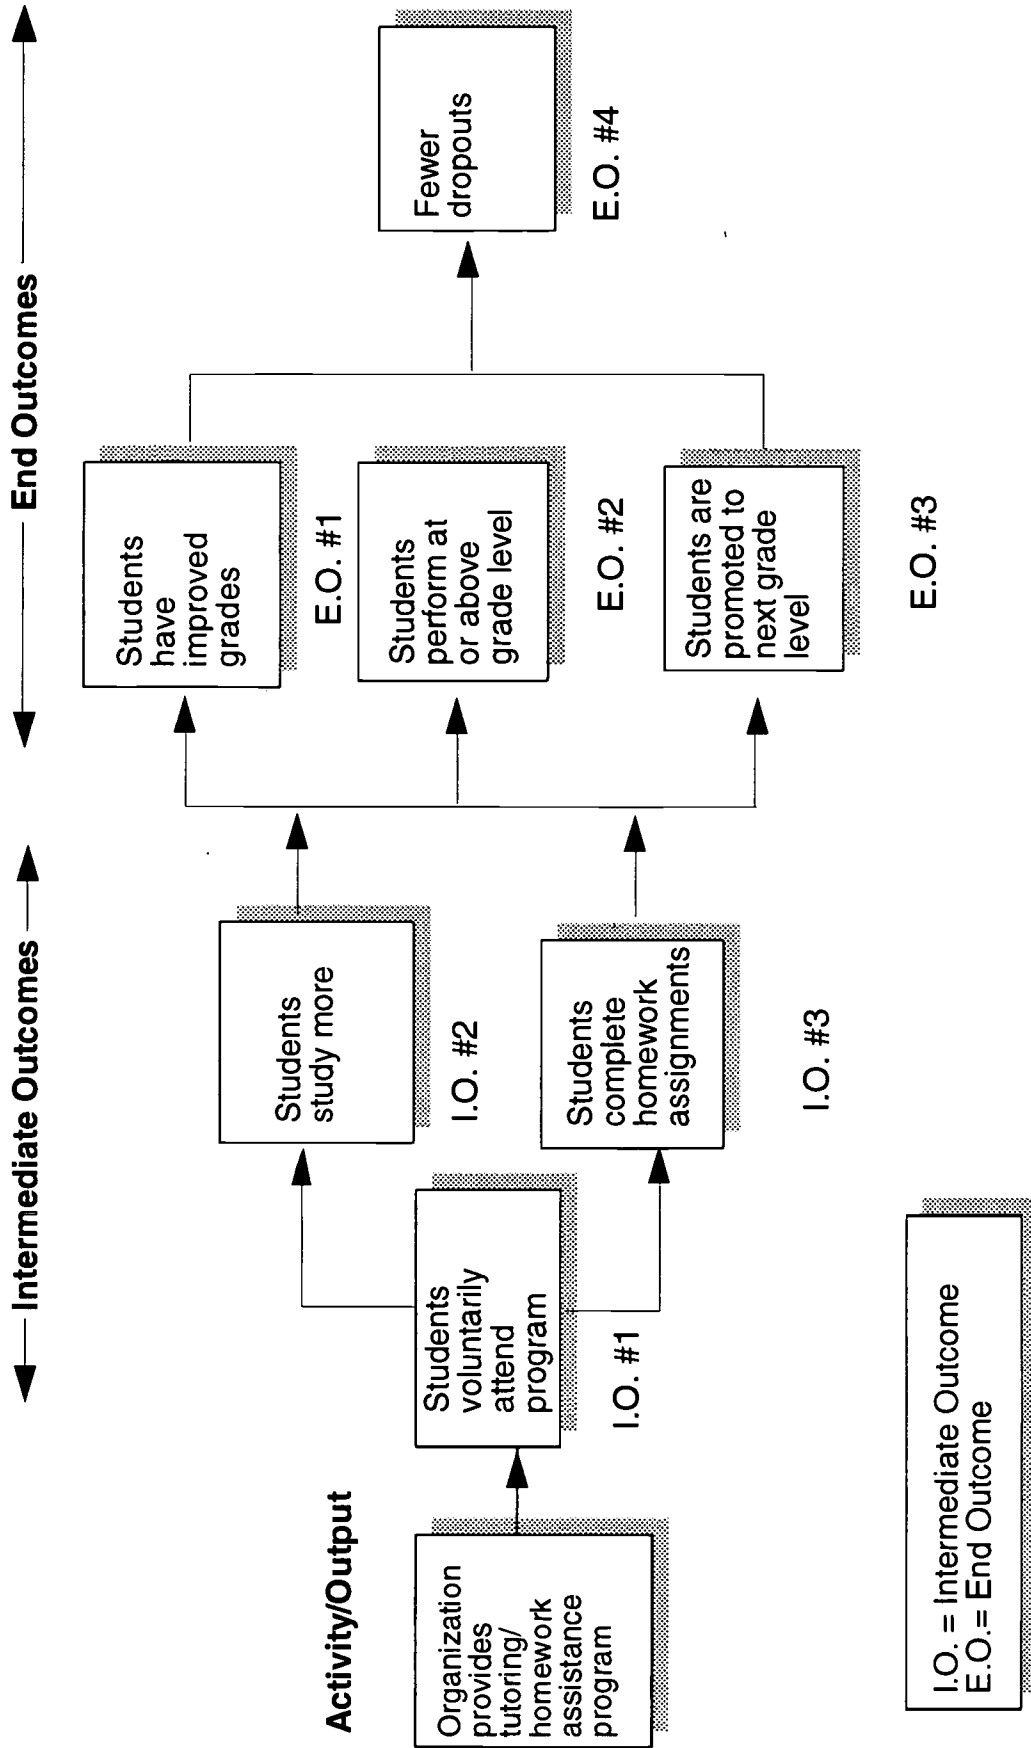 Intermediate Outcomes
End Outcomes
Activity/Output
Organization
provides
tutoring/
homework
assistance
program
Students
voluntarily
attend
program
I.O. #1
Students
study more
I.O. #2
Students
complete
homework
assignments
I.O. #3
Students
have
improved
grades
E.O. #1
Students
perform at
or above
grade level
E.O. #2
Students are
promoted to
next grade
level
E.O. #3
Fewer
dropouts
E.O. #4
I.O. = Intermediate Outcome
E.O.= End Outcome